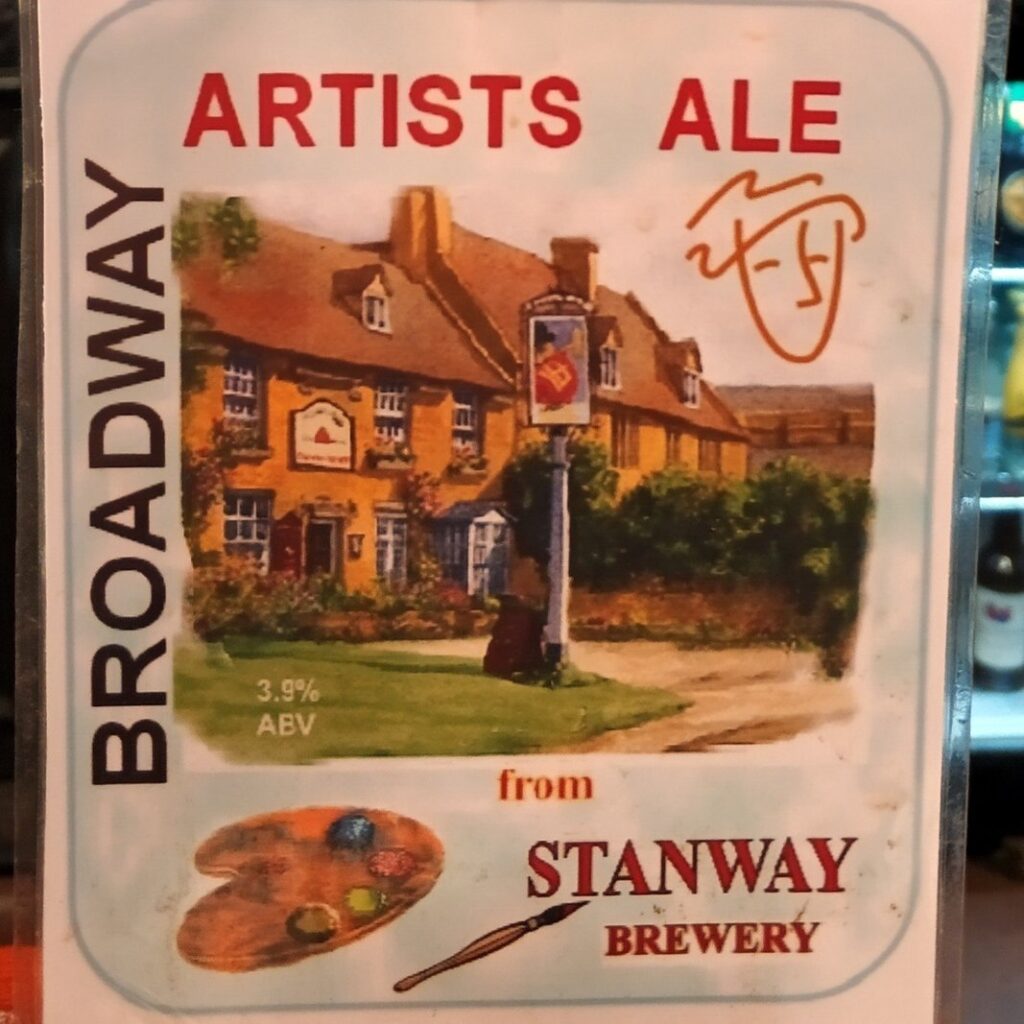 ARTISTS ALE
BROADWAY
3.9%
ABV
from
STANWAY
BREWERY